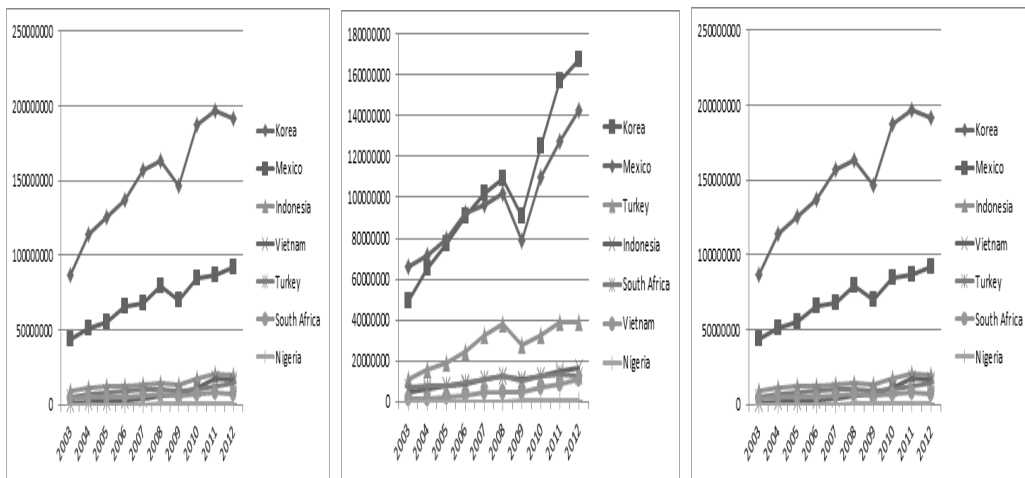 250000000
200000000
150000000
100000000
50000000
0
2003 2004 2005 2006 2007 2008 2009 2010 2011 2012
Korea
Mexico
Indonesia
Vietnam
Turkey
South Africa
Nigeria
180000000
160000000
140000000
120000000
100000000
80000000
60000000
40000000
20000000
0
2003 2004 2005 2006 2007 2008 2009 2010 2011 2012
Korea
Mexico
Turkey
Indonesia
South Africa
Vietnam
Nigeria
250000000
200000000
150000000
100000000
50000000
0
2003 2004 2005 2006 2007 2008 2009 2010 2011 2012
Korea
Mexico
Indonesia
Vietnam
Turkey
South Africa
Nigeria